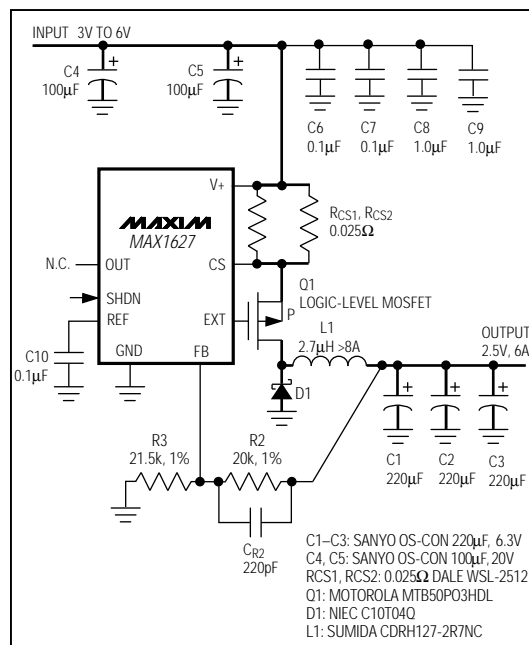 INPUT 3V TO 6V
C4
100µF
+
C5
100µF
+
C6
0.1µF
C7
0.1µF
C8
1.0µF
C9
1.0µF
MAXIM
MAX1627
V+
CS
EXT
FB
GND
REF
SHDN
OUT
N.C.
RCS1, RCS2
0.025Ω
Q1
LOGIC-LEVEL MOSFET
P
L1
2.7µH >8A
OUTPUT
2.5V, 6A
D1
C10
0.1µF
+
C1
220µF
+
C2
220µF
+
C3
220µF
R3
21.5k, 1%
R2
20k, 1%
CR2
220pF
C1–C3: SANYO OS-CON 220µF, 6.3V
C4, C5: SANYO OS-CON 100µF, 20V
RCS1, RCS2: 0.025Ω DALE WSL-2512
Q1: MOTOROLA MTB50PO3HDL
D1: NIEC C10T04Q
L1: SUMIDA CDRH127-2R7NC